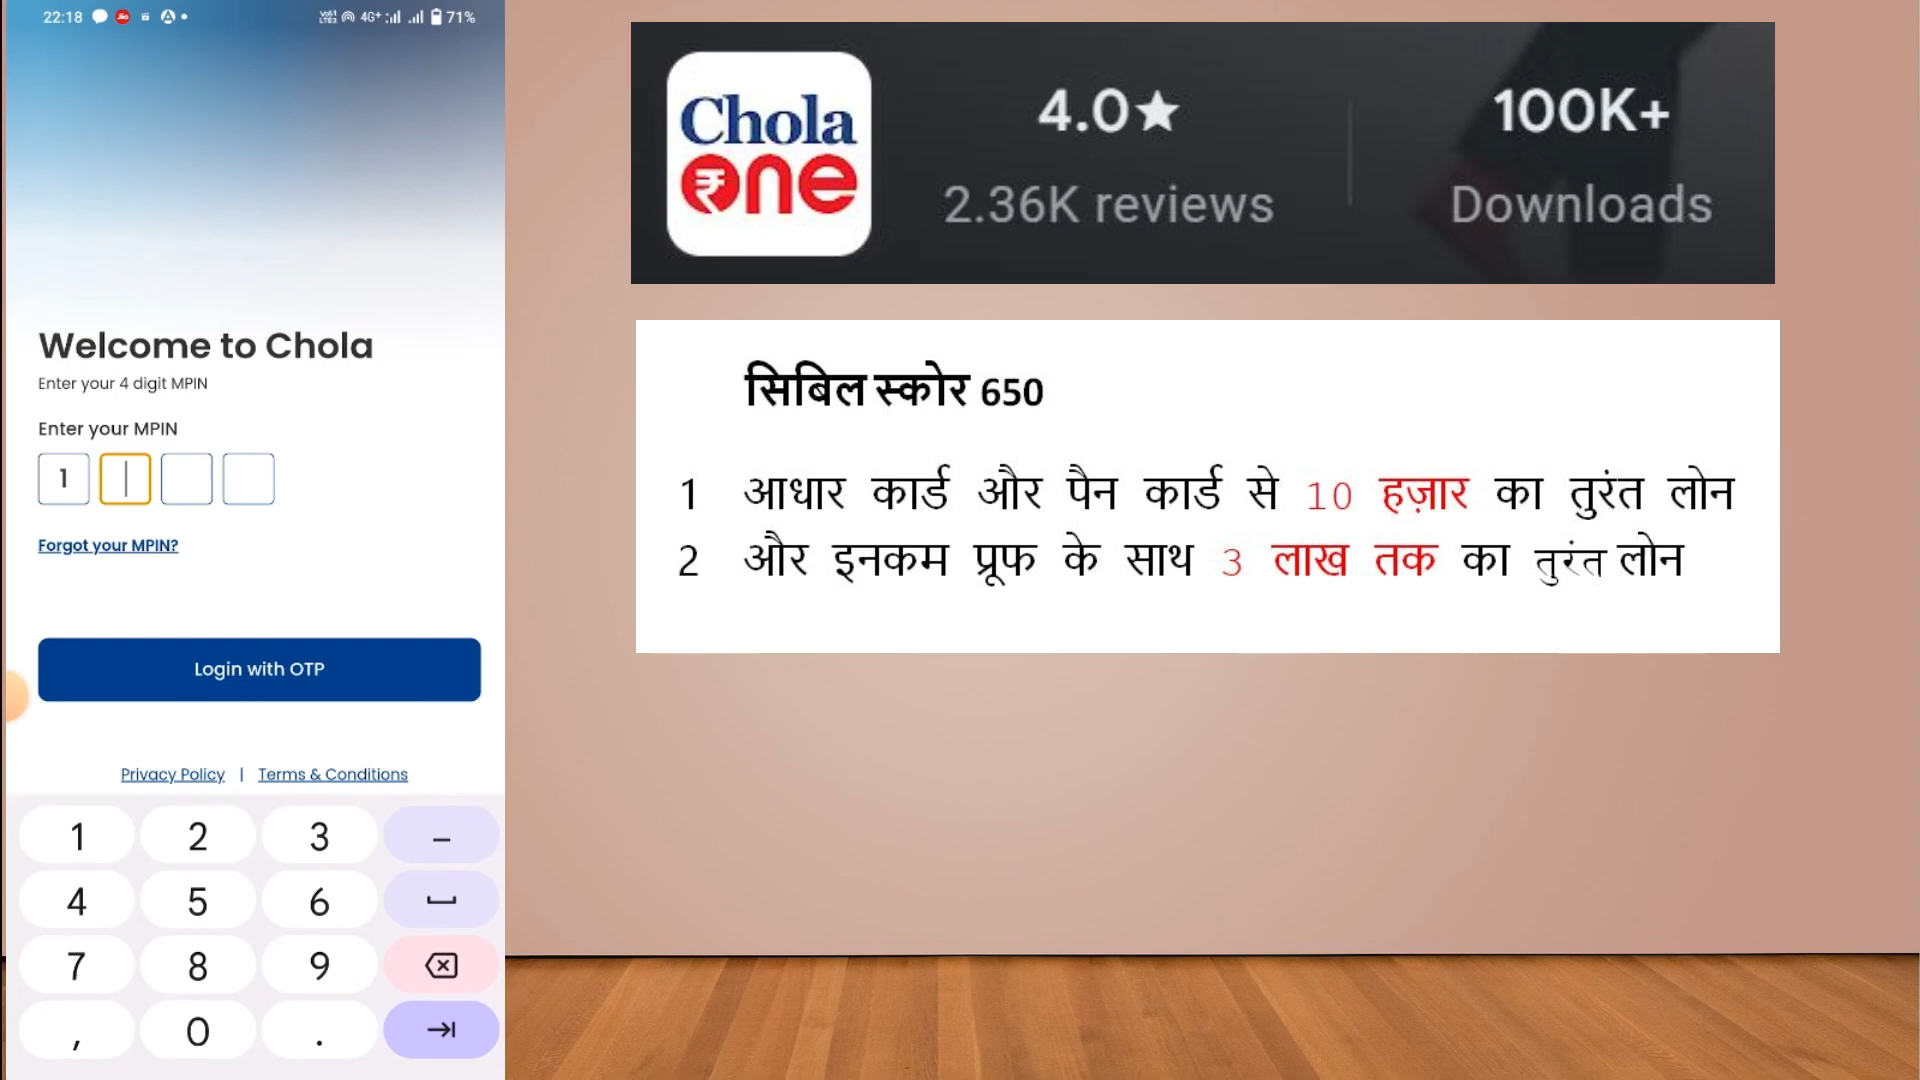 22:18
4G+ 71%
Welcome to Chola
Enter your 4 digit MPIN
Enter your MPIN
1
Forgot your MPIN?
Login with OTP
Privacy Policy | Terms & Conditions
1 2 3 –
4 5 6
7 8 9
, 0 .
Chola
one
4.0★
2.36K reviews
100K+
Downloads
सिबिल स्कोर 650
1 आधार कार्ड और पैन कार्ड से 10 हज़ार का तुरंत लोन
2 और इनकम प्रूफ के साथ 3 लाख तक का तुरंत लोन